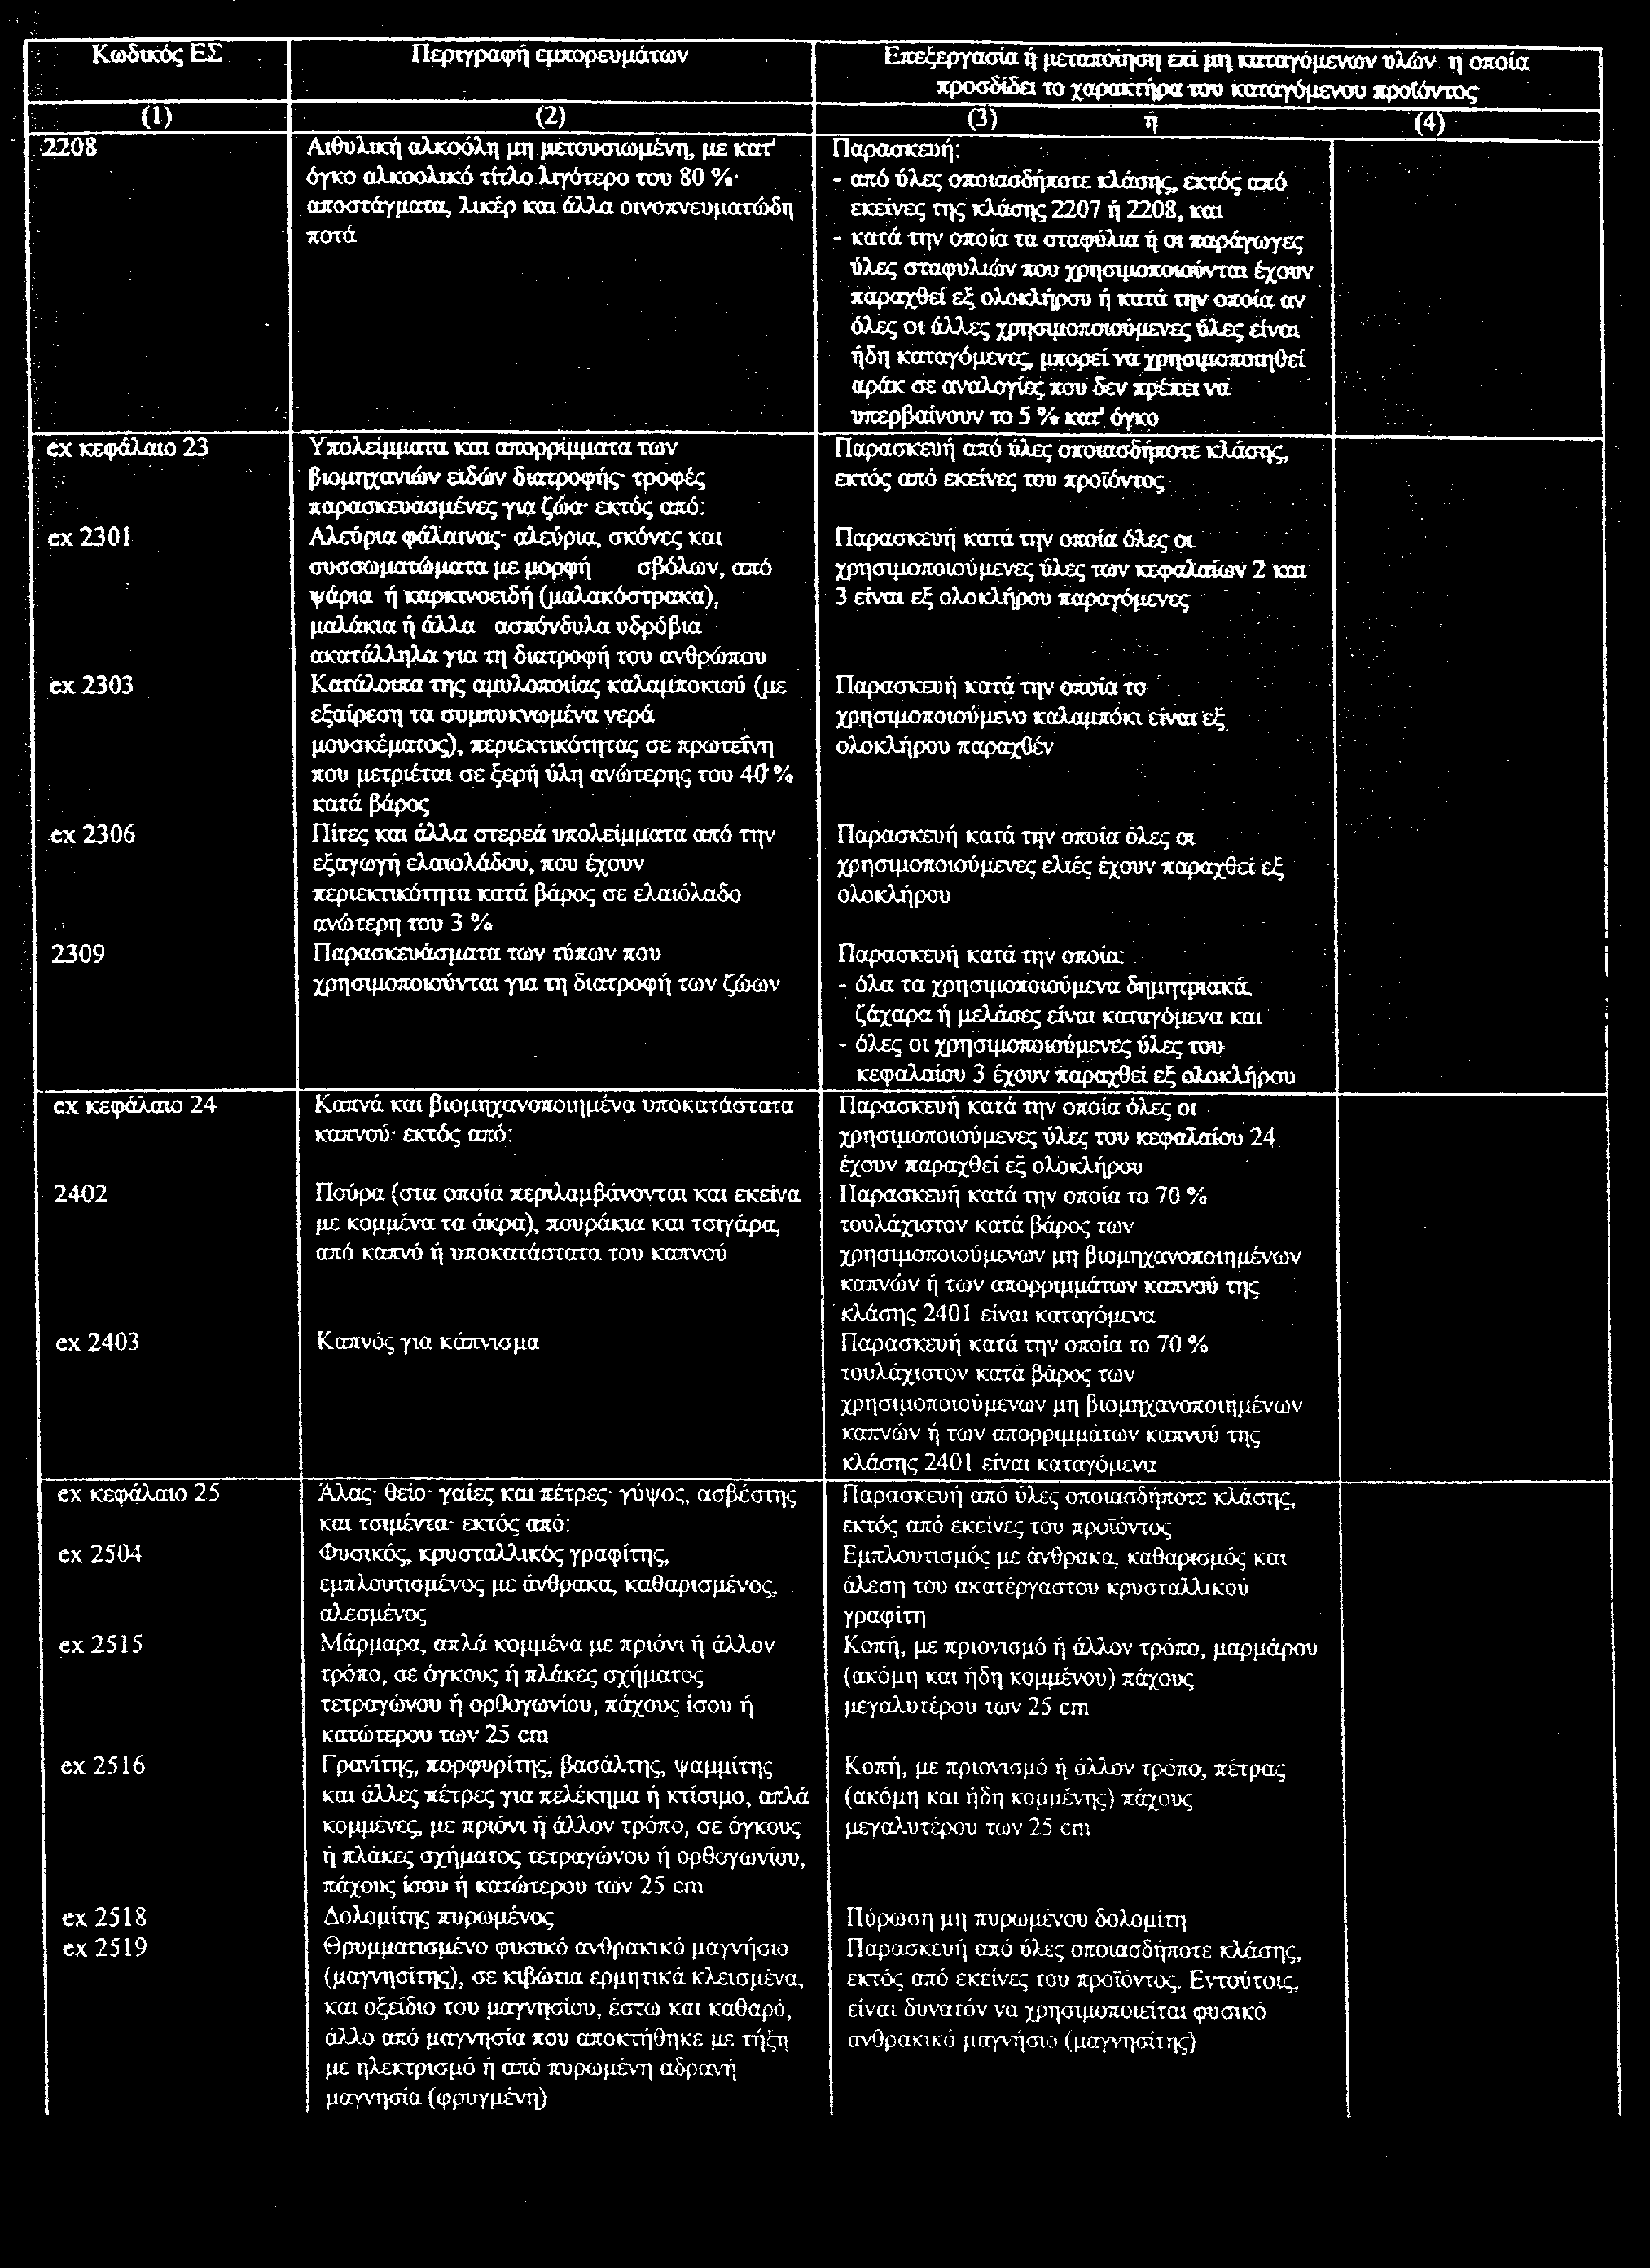 Κωδικός ΕΣ
Περιγραφή εμπορευμάτων
Επεξεργασία ή μεταποίηση επί μη καταγόμενων υλών η οποία
προσδίδει το χαρακτήρα του καταγόμενου προϊόντος
(1)
(2)
(3) ή (4)
2208
Αιθυλική αλκοόλη μη μετουσιωμένη, με κατ'
όγκο αλκοολικό τίτλο λιγότερο του 80 %·
αποστάγματα, λικέρ και άλλα οινοπνευματώδη
ποτά
Παρασκευή:
- από ύλες οποιασδήποτε κλάσης, εκτός από
εκείνες της κλάσης 2207 ή 2208, και
- κατά την οποία τα σταφύλια ή οι παράγωγες
ύλες σταφυλιών που χρησιμοποιούνται έχουν
παραχθεί εξ ολοκλήρου ή κατά την οποία αν
όλες οι άλλες χρησιμοποιούμενες ύλες είναι
ήδη καταγόμενες, μπορεί να χρησιμοποιηθεί
αράκ σε αναλογίες που δεν πρέπει να
υπερβαίνουν το 5 % κατ' όγκο
ex κεφάλαιο 23
Υπολείμματα και απορρίμματα των
βιομηχανιών ειδών διατροφής· τροφές
παρασκευασμένες για ζώα· εκτός από:
Παρασκευή από ύλες οποιασδήποτε κλάσης,
εκτός από εκείνες του προϊόντος
ex 2301
Αλεύρια φάλαινας· αλεύρια, σκόνες και
συσσωματώματα με μορφή σβόλων, από
ψάρια ή καρκινοειδή (μαλακόστρακα),
μαλάκια ή άλλα ασπόνδυλα υδρόβια
ακατάλληλα για τη διατροφή του ανθρώπου
Παρασκευή κατά την οποία όλες οι
χρησιμοποιούμενες ύλες των κεφαλαίων 2 και
3 είναι εξ ολοκλήρου παραγόμενες
ex 2303
Κατάλοιπα της αμυλοποιίας καλαμποκιού (με
εξαίρεση τα συμπυκνωμένα νερά
μουσκέματος), περιεκτικότητας σε πρωτεΐνη
που μετριέται σε ξερή ύλη ανώτερης του 40 %
κατά βάρος
Παρασκευή κατά την οποία το
χρησιμοποιούμενο καλαμπόκι είναι εξ
ολοκλήρου παραχθέν
ex 2306
Πίτες και άλλα στερεά υπολείμματα από την
εξαγωγή ελαιολάδου, που έχουν
περιεκτικότητα κατά βάρος σε ελαιόλαδο
ανώτερη του 3 %
Παρασκευή κατά την οποία όλες οι
χρησιμοποιούμενες ελιές έχουν παραχθεί εξ
ολοκλήρου
2309
Παρασκευάσματα των τύπων που
χρησιμοποιούνται για τη διατροφή των ζώων
Παρασκευή κατά την οποία:
- όλα τα χρησιμοποιούμενα δημητριακά,
ζάχαρα ή μελάσες είναι καταγόμενα και
- όλες οι χρησιμοποιούμενες ύλες του
κεφαλαίου 3 έχουν παραχθεί εξ ολοκλήρου
ex κεφάλαιο 24
Καπνά και βιομηχανοποιημένα υποκατάστατα
καπνού· εκτός από:
Παρασκευή κατά την οποία όλες οι
χρησιμοποιούμενες ύλες του κεφαλαίου 24
έχουν παραχθεί εξ ολοκλήρου
2402
Πούρα (στα οποία περιλαμβάνονται και εκείνα
με κομμένα τα άκρα), πουράκια και τσιγάρα,
από καπνό ή υποκατάστατα του καπνού
Παρασκευή κατά την οποία το 70 %
τουλάχιστον κατά βάρος των
χρησιμοποιούμενων μη βιομηχανοποιημένων
καπνών ή των απορριμμάτων καπνού της
κλάσης 2401 είναι καταγόμενα
ex 2403
Καπνός για κάπνισμα
Παρασκευή κατά την οποία το 70 %
τουλάχιστον κατά βάρος των
χρησιμοποιούμενων μη βιομηχανοποιημένων
καπνών ή των απορριμμάτων καπνού της
κλάσης 2401 είναι καταγόμενα
ex κεφάλαιο 25
Άλας· θείο· γαίες και πέτρες· γύψος, ασβέστης
και τσιμέντα· εκτός από:
Παρασκευή από ύλες οποιασδήποτε κλάσης,
εκτός από εκείνες του προϊόντος
ex 2504
Φυσικός, κρυσταλλικός γραφίτης,
εμπλουτισμένος με άνθρακα, καθαρισμένος,
αλεσμένος
Εμπλουτισμός με άνθρακα, καθαρισμός και
άλεση του ακατέργαστου κρυσταλλικού
γραφίτη
ex 2515
Μάρμαρα, απλά κομμένα με πριόνι ή άλλον
τρόπο, σε όγκους ή πλάκες σχήματος
τετραγώνου ή ορθογωνίου, πάχους ίσου ή
κατώτερου των 25 cm
Κοπή, με πριονισμό ή άλλον τρόπο, μαρμάρου
(ακόμη και ήδη κομμένου) πάχους
μεγαλυτέρου των 25 cm
ex 2516
Γρανίτης, πορφυρίτης, βασάλτης, ψαμμίτης
και άλλες πέτρες για πελέκημα ή κτίσιμο, απλά
κομμένες, με πριόνι ή άλλον τρόπο, σε όγκους
ή πλάκες σχήματος τετραγώνου ή ορθογωνίου,
πάχους ίσου ή κατώτερου των 25 cm
Κοπή, με πριονισμό ή άλλον τρόπο, πέτρας
(ακόμη και ήδη κομμένης) πάχους
μεγαλυτέρου των 25 cm
ex 2518
Δολομίτης πυρωμένος
Πύρωση μη πυρωμένου δολομίτη
ex 2519
Θρυμματισμένο φυσικό ανθρακικό μαγνήσιο
(μαγνησίτης), σε κιβώτια ερμητικά κλεισμένα,
και οξείδιο του μαγνησίου, έστω και καθαρό,
άλλο από μαγνησία που αποκτήθηκε με τήξη
με ηλεκτρισμό ή από πυρωμένη αδρανή
μαγνησία (φρυγμένη)
Παρασκευή από ύλες οποιασδήποτε κλάσης,
εκτός από εκείνες του προϊόντος. Εντούτοις,
είναι δυνατόν να χρησιμοποιείται φυσικό
ανθρακικό μαγνήσιο (μαγνησίτης)